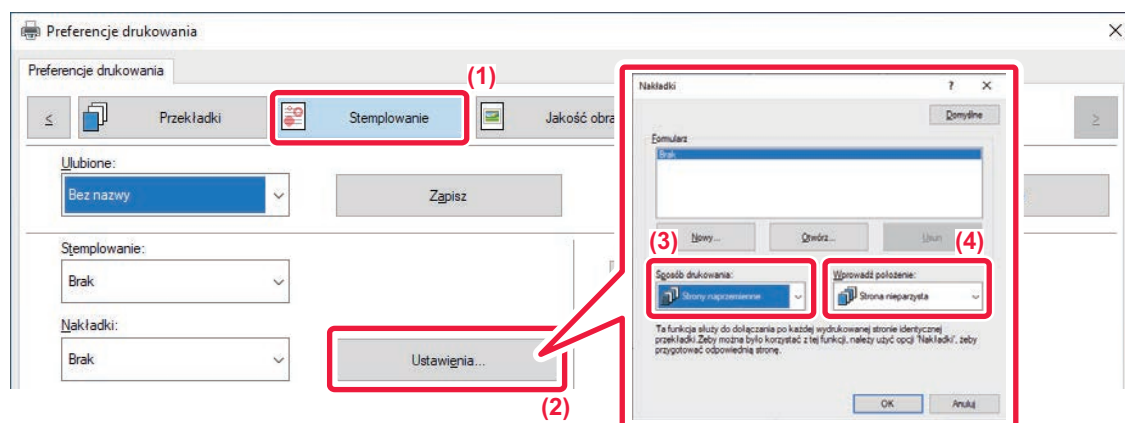 Preferencje drukowania
Preferencje drukowania
(1)
<
Przekładki
Stemplowanie
Jakość obra
>
Ulubione:
Bez nazwy
Zapisz
Stemplowanie:
Brak
Nakładki:
Brak
Ustawienia...
(2)
Nakładki
? ×
Domyślne
Formularz
Brak
Nowy...
Otwórz...
Usuń
(3)
(4)
Sposób drukowania:
Strony naprzemienne
Wprowadź położenie:
Strona nieparzysta
Ta funkcja służy do dołączania po każdej wydrukowanej stronie identycznej
przekładki.Żeby można było korzystać z tej funkcji, należy użyć opcji 'Nakładki', żeby
przygotować odpowiednią stronę.
OK
Anuluj